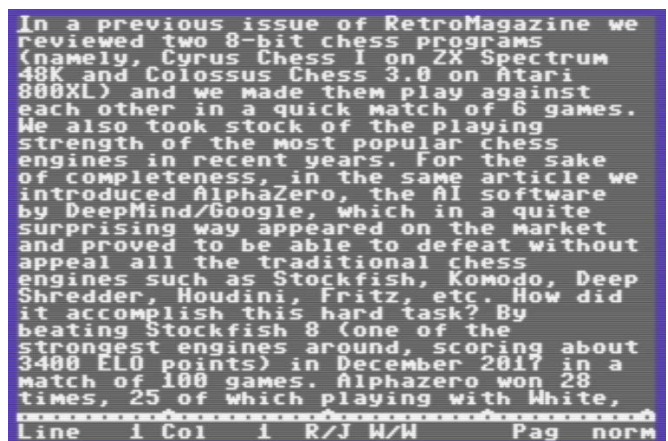 In a previous issue of RetroMagazine we
reviewed two 8-bit chess programs
(namely, Cyrus Chess I on ZX Spectrum
48K and Colossus Chess 3.0 on Atari
800XL) and we made them play against
each other in a quick match of 6 games.
We also took stock of the playing
strength of the most popular chess
engines in recent years. For the sake
of completeness, in the same article we
introduced AlphaZero, the AI software
by DeepMind/Google, which in a quite
surprising way appeared on the market
and proved to be able to defeat without
appeal all the traditional chess
engines such as Stockfish, Komodo, Deep
Shredder, Houdini, Fritz, etc. How did
it accomplish this hard task? By
beating Stockfish 8 (one of the
strongest engines around, scoring about
3400 ELO points) in December 2017 in a
match of 100 games. Alphazero won 28
times, 25 of which playing with White,
Line 1 Col 1 R/J W/W Pag norm